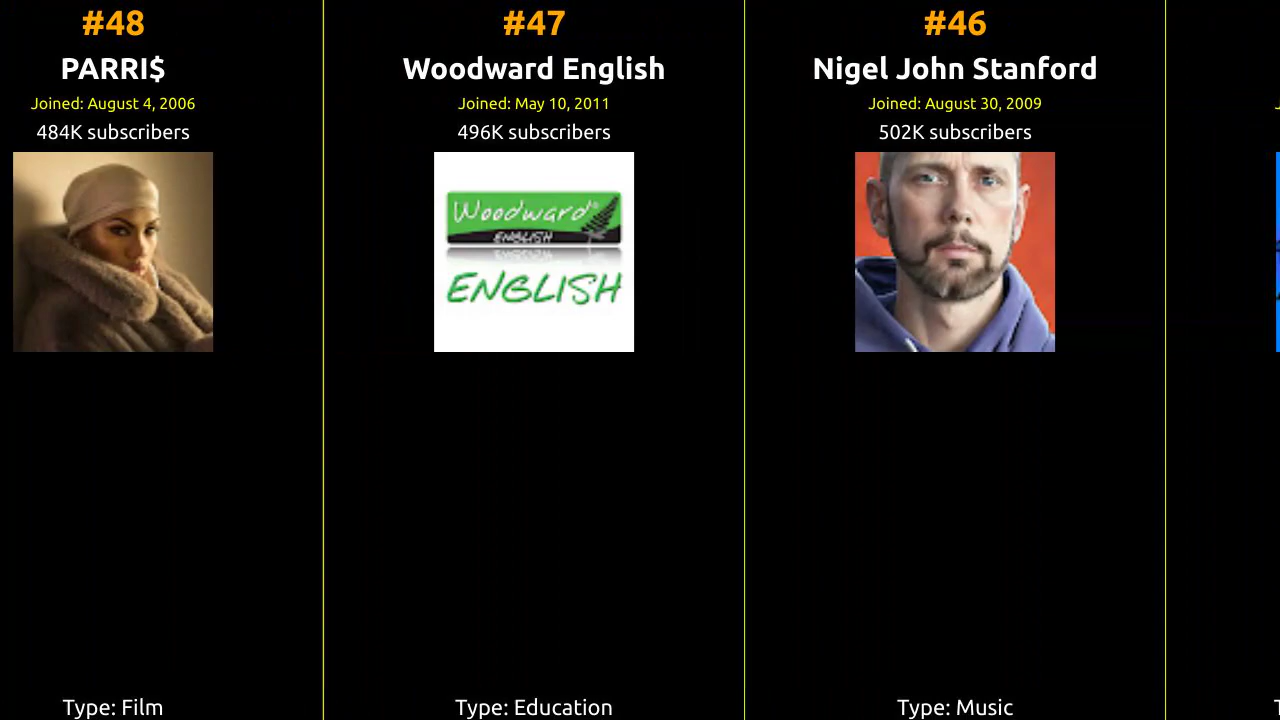 #48
PARRI$
Joined: August 4, 2006
484K subscribers
Type: Film
#47
Woodward English
Joined: May 10, 2011
496K subscribers
Woodward®
ENGLISH
ENGLISH
Type: Education
#46
Nigel John Stanford
Joined: August 30, 2009
502K subscribers
Type: Music